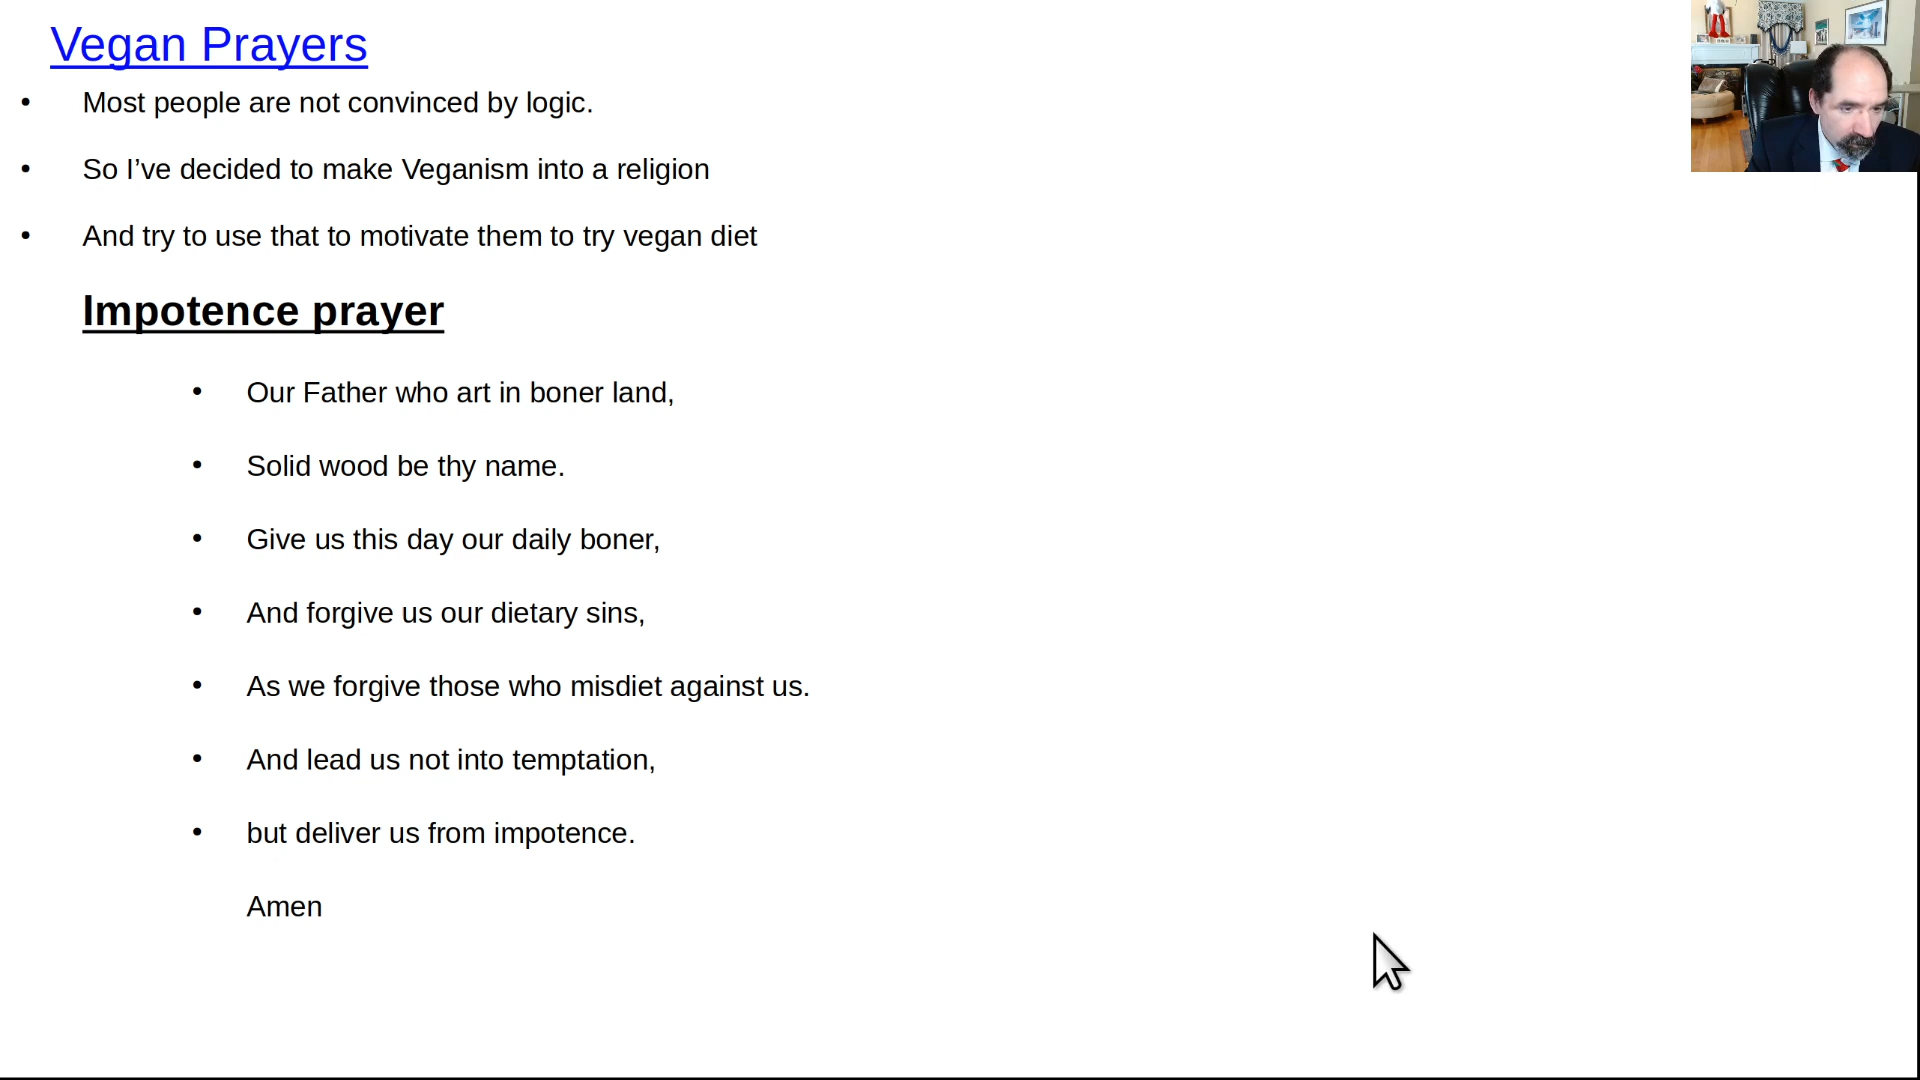 Vegan Prayers
• Most people are not convinced by logic.
• So I’ve decided to make Veganism into a religion
• And try to use that to motivate them to try vegan diet
Impotence prayer
• Our Father who art in boner land,
• Solid wood be thy name.
• Give us this day our daily boner,
• And forgive us our dietary sins,
• As we forgive those who misdiet against us.
• And lead us not into temptation,
• but deliver us from impotence.
Amen